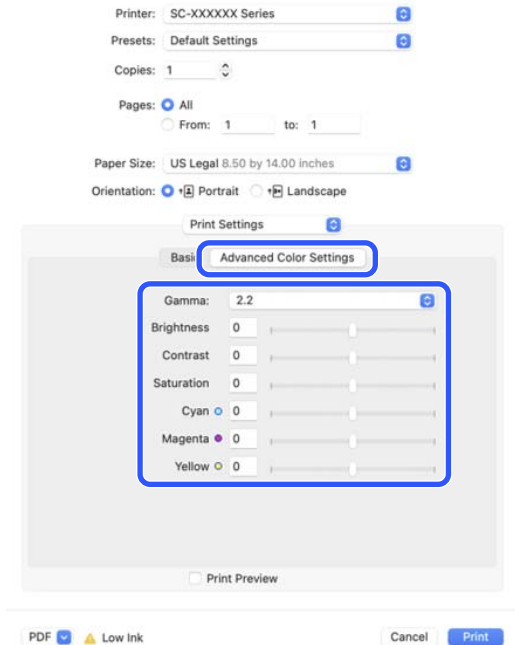 Printer: SC-XXXXXX Series
Presets: Default Settings
Copies: 1
Pages: All
From: 1 to: 1
Paper Size: US Legal 8.50 by 14.00 inches
Orientation: Portrait Landscape
Print Settings
Basic Advanced Color Settings
Gamma: 2.2
Brightness 0
Contrast 0
Saturation 0
Cyan 0
Magenta 0
Yellow 0
Print Preview
PDF Low Ink Cancel Print